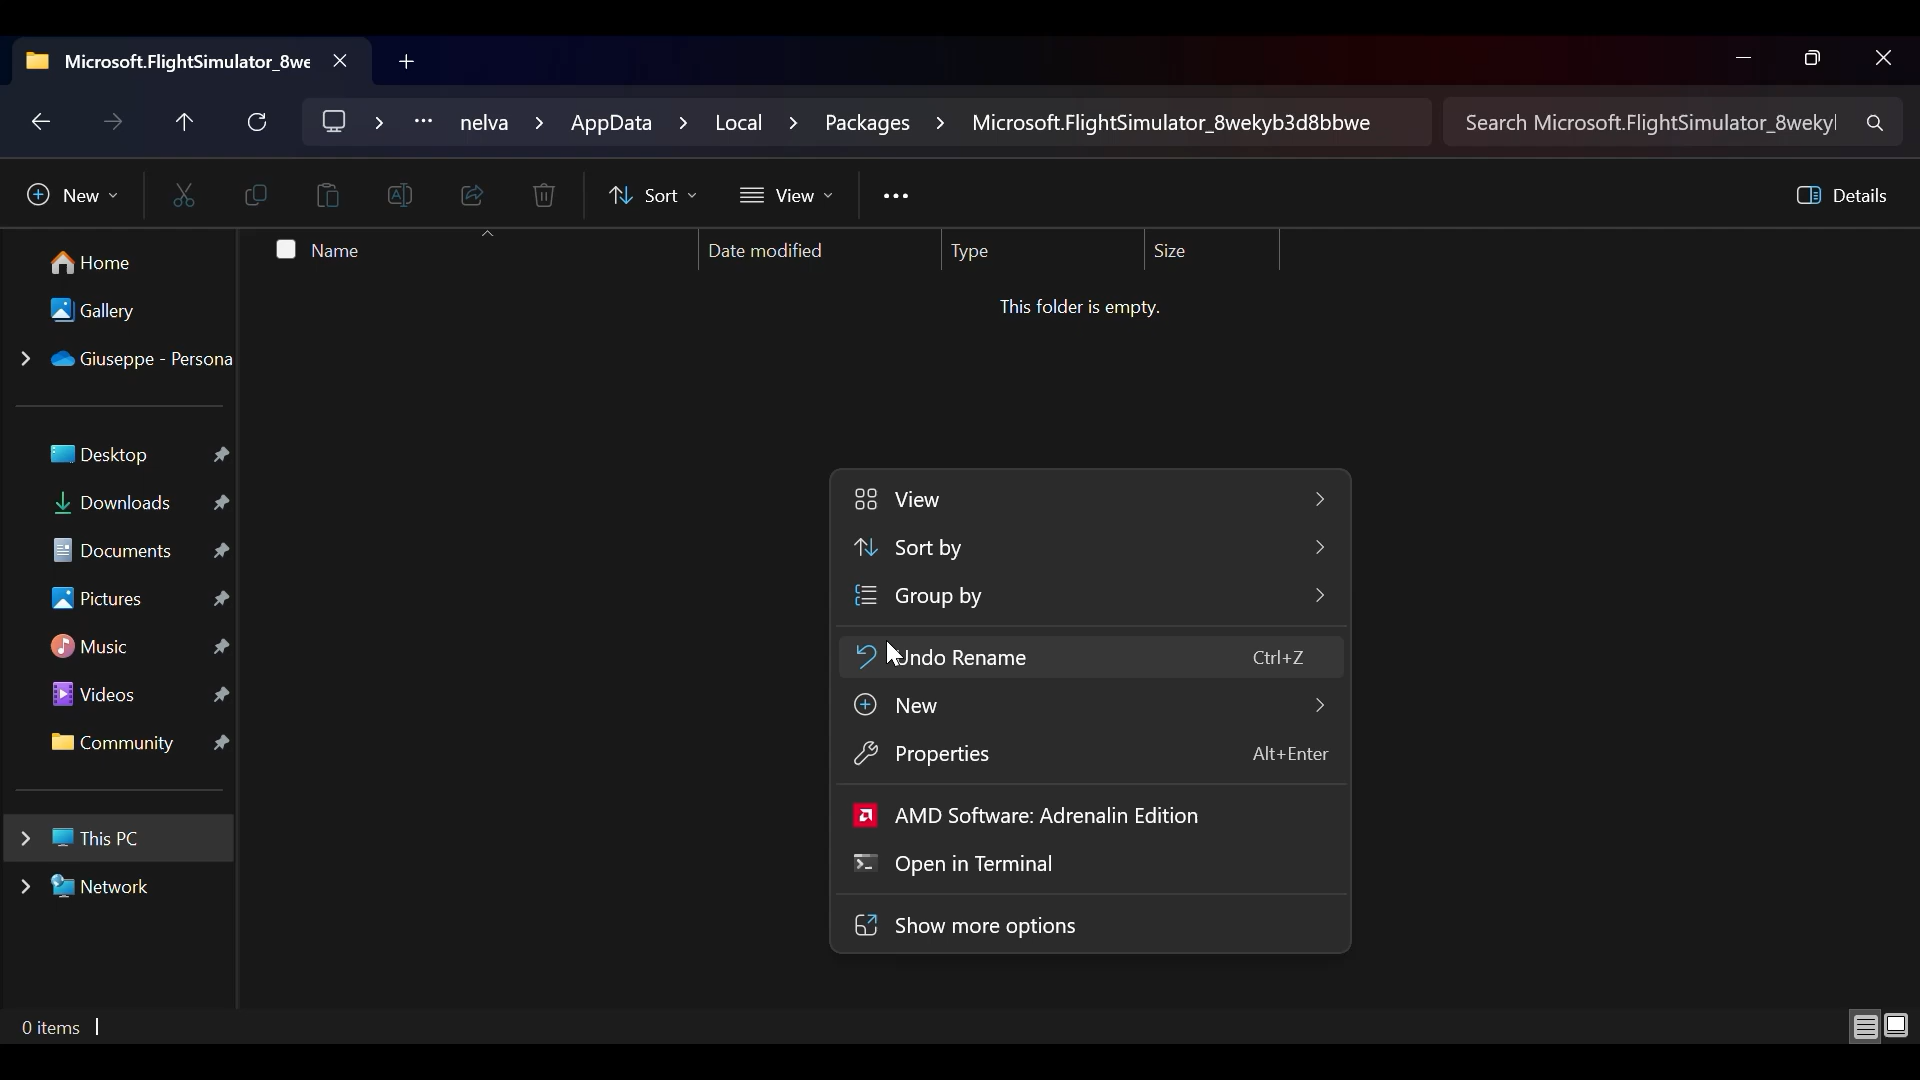 Microsoft.FlightSimulator_8we
··· nelva > AppData > Local > Packages > Microsoft.FlightSimulator_8wekyb3d8bbwe
Search Microsoft.FlightSimulator_8wekyl
New
Sort
View
Details
Name
Date modified
Type
Size
This folder is empty.
Home
Gallery
Giuseppe - Persona
Desktop
Downloads
Documents
Pictures
Music
Videos
Community
This PC
Network
View
Sort by
Group by
Undo Rename Ctrl+Z
New
Properties Alt+Enter
AMD Software: Adrenalin Edition
Open in Terminal
Show more options
0 items